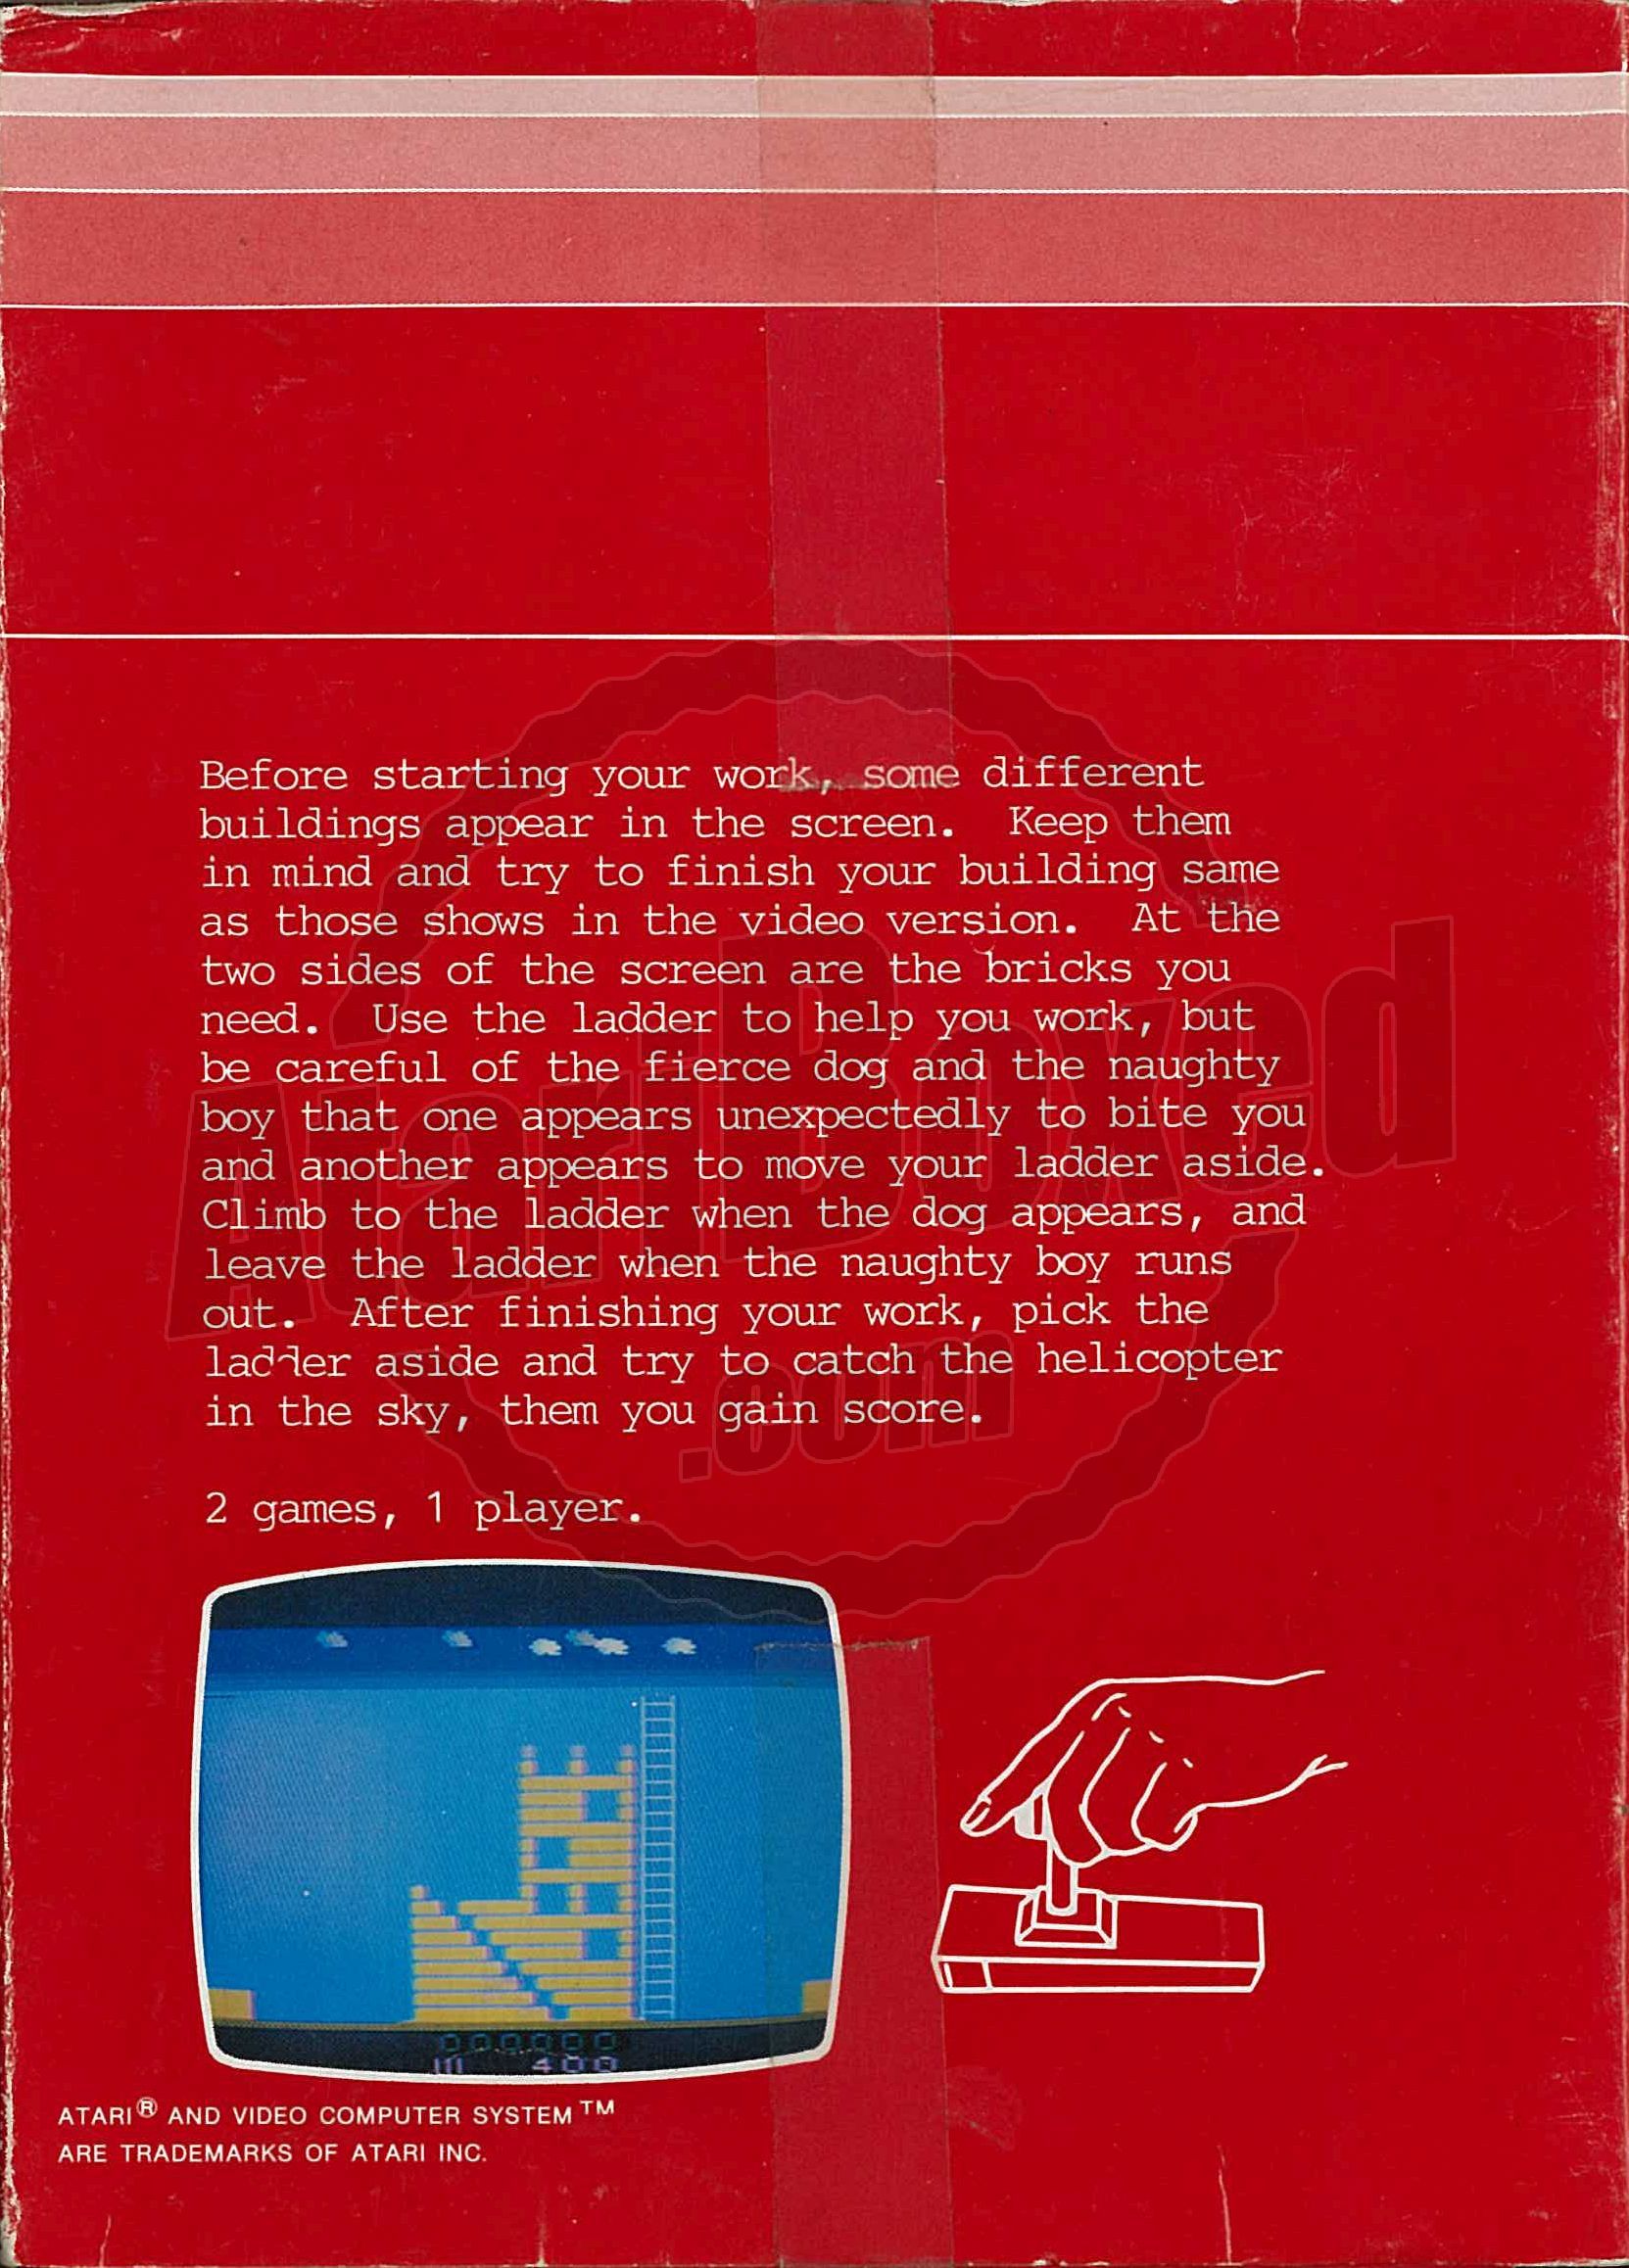 Before starting your work, some different
buildings appear in the screen. Keep them
in mind and try to finish your building same
as those shows in the video version. At the
two sides of the screen are the bricks you
need. Use the ladder to help you work, but
be careful of the fierce dog and the naughty
boy that one appears unexpectedly to bite you
and another appears to move your ladder aside.
Climb to the ladder when the dog appears, and
leave the ladder when the naughty boy runs
out. After finishing your work, pick the
ladder aside and try to catch the helicopter
in the sky, them you gain score.
2 games, 1 player.
AtariBoxed
.com
000000
400
ATARI® AND VIDEO COMPUTER SYSTEM™
ARE TRADEMARKS OF ATARI INC.